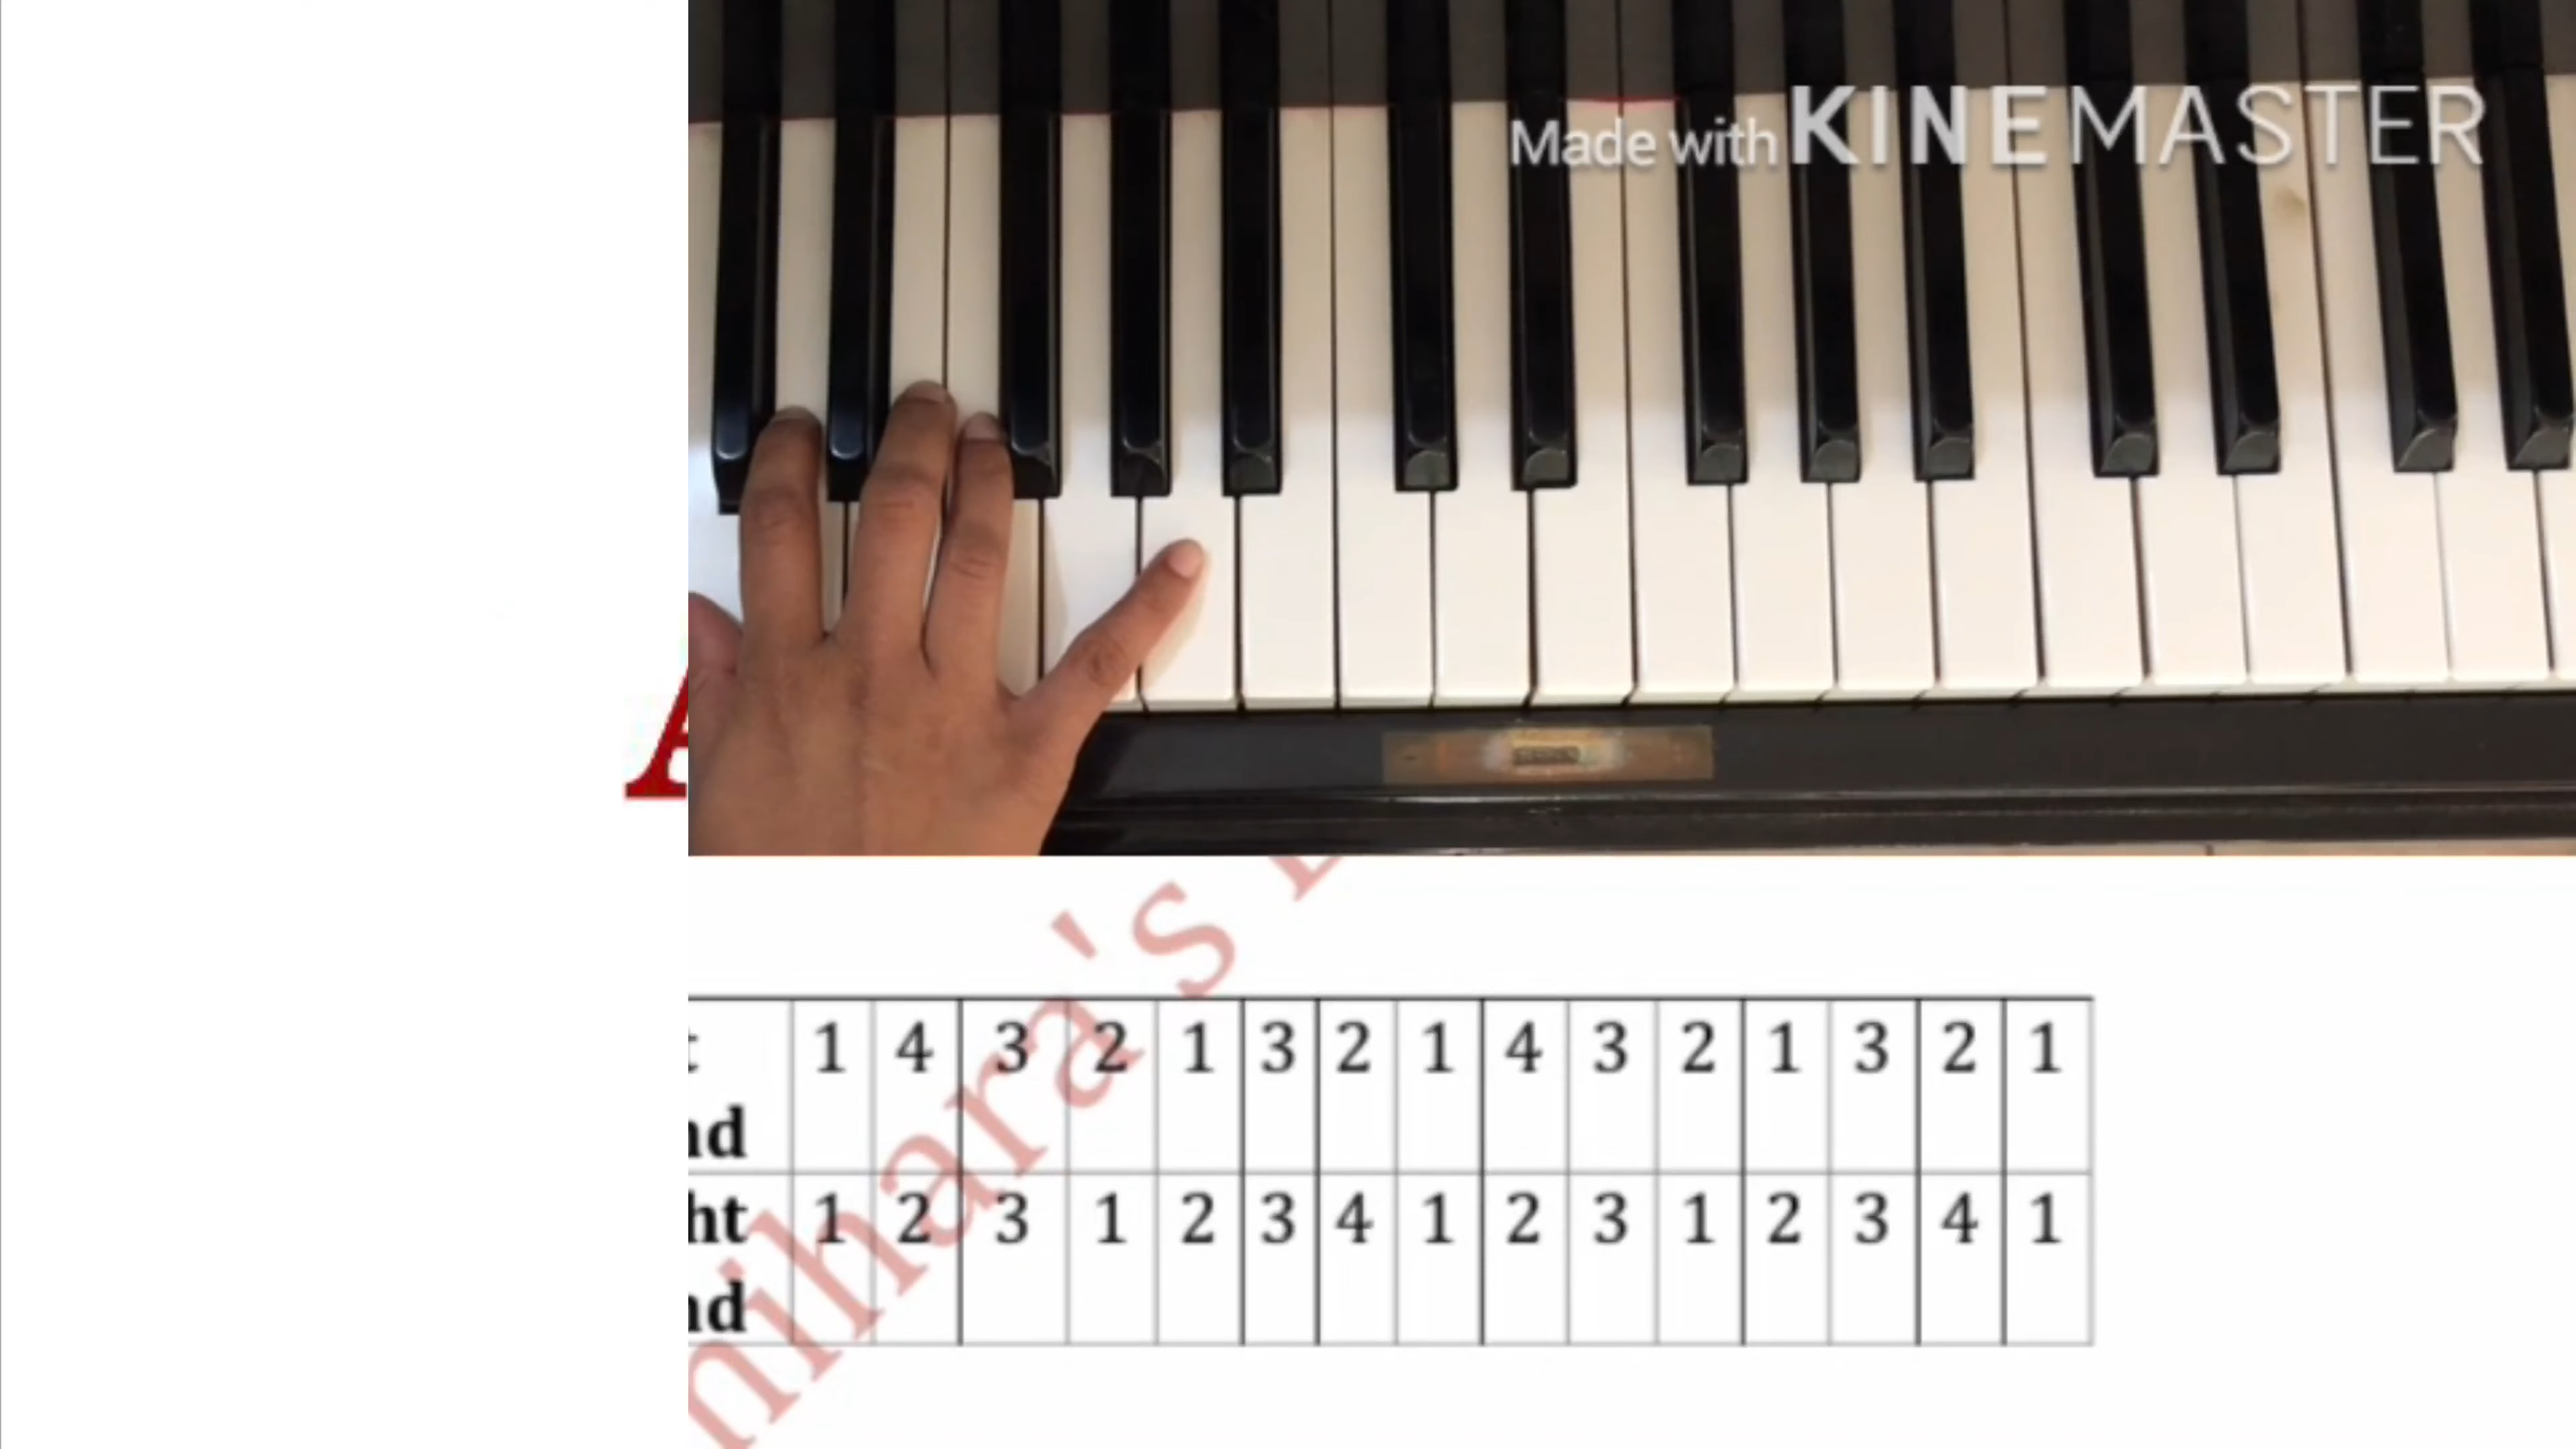 Made with KINEMASTER
A
t 1 4 3 2 1 3 2 1 4 3 2 1 3 2 1
nd
ht 1 2 3 1 2 3 4 1 2 3 1 2 3 4 1
nd
nihara's